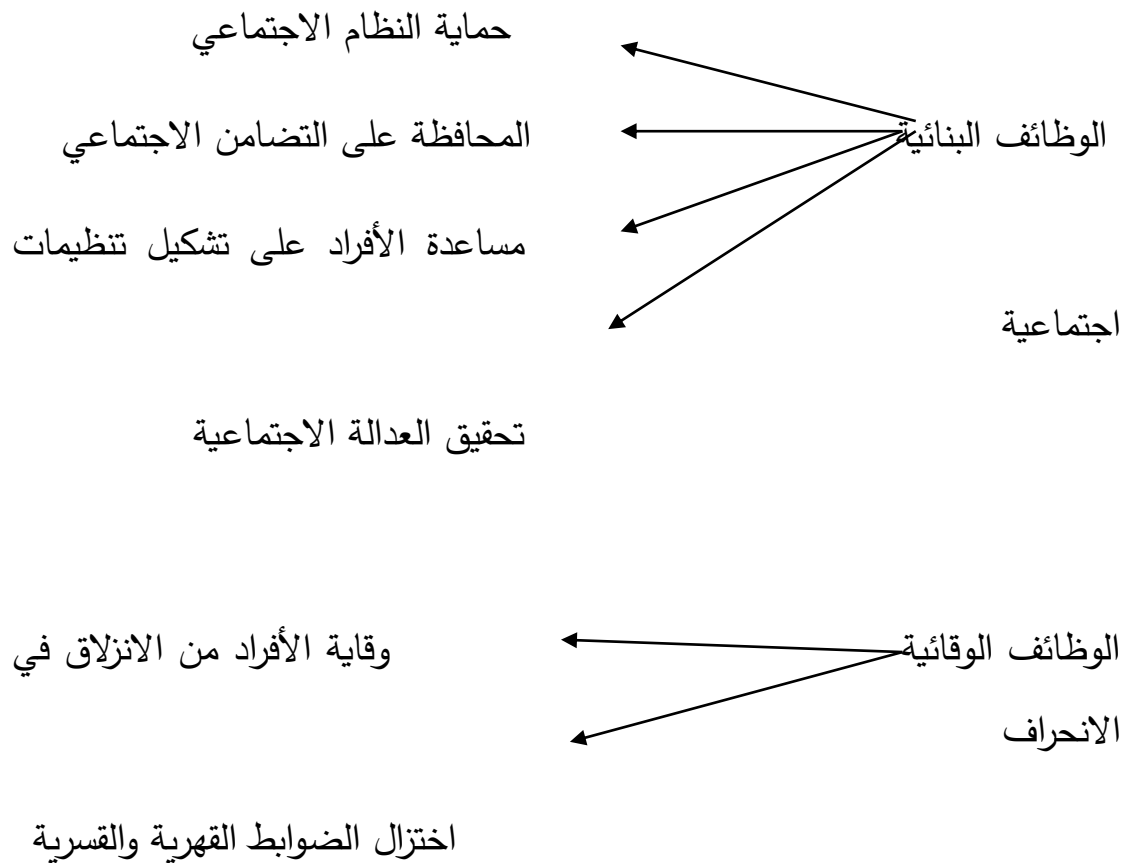 حماية النظام الاجتماعي
الوظائف البنائية المحافظة على التضامن الاجتماعي
مساعدة الأفراد على تشكيل تنظيمات
اجتماعية
تحقيق العدالة الاجتماعية
الوظائف الوقائية وقاية الأفراد من الانزلاق في
الانحراف
اختزال الضوابط القهرية والقسرية